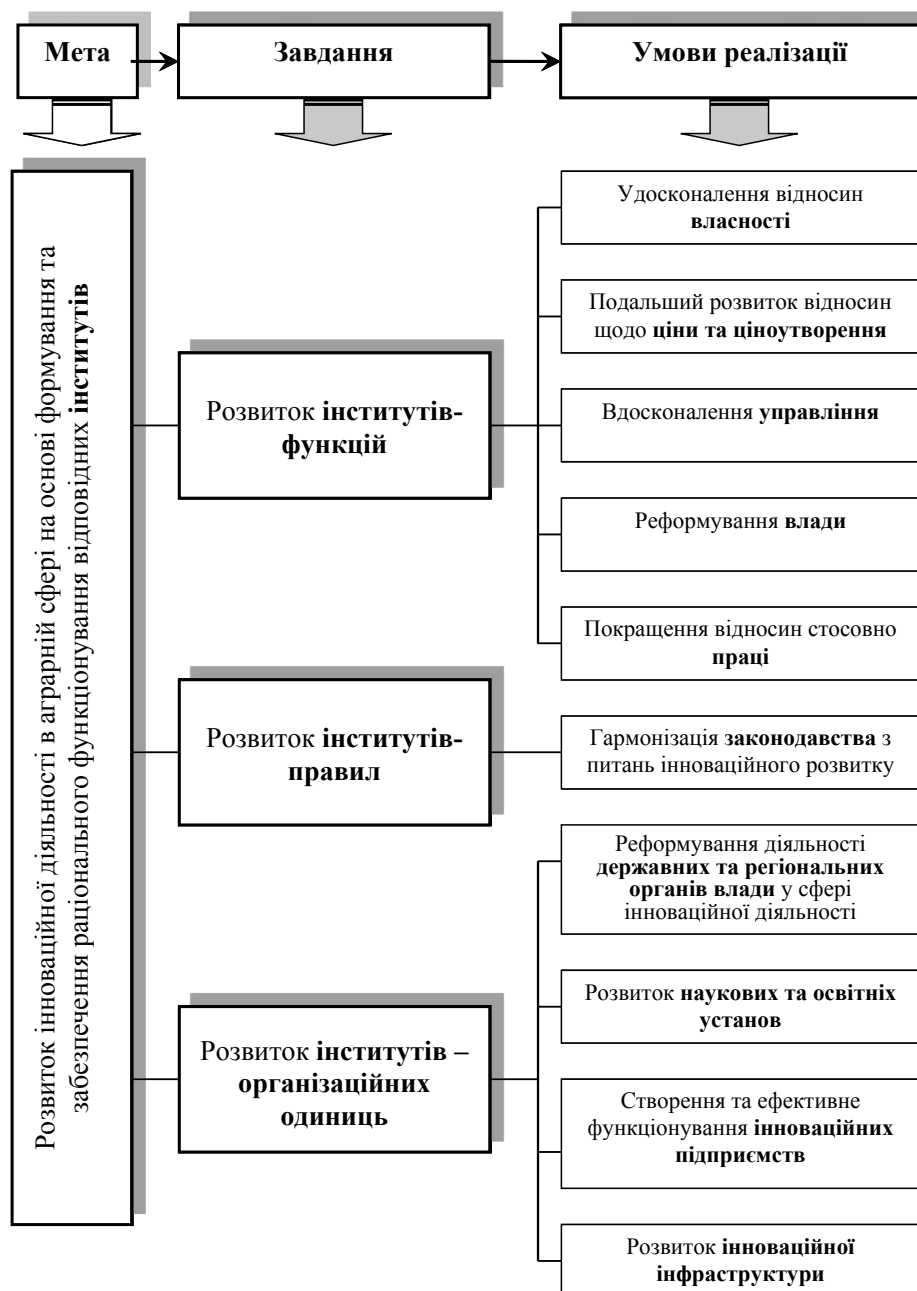 Мета
Завдання
Умови реалізації
Розвиток інноваційної діяльності в аграрній сфері на основі формування та
забезпечення раціонального функціонування відповідних інститутів
Розвиток інститутів-
функцій
Удосконалення відносин
власності
Подальший розвиток відносин
щодо ціни та ціноутворення
Вдосконалення управління
Реформування влади
Покращення відносин стосовно
праці
Розвиток інститутів-
правил
Гармонізація законодавства з
питань інноваційного розвитку
Розвиток інститутів –
організаційних
одиниць
Реформування діяльності
державних та регіональних
органів влади у сфері
інноваційної діяльності
Розвиток наукових та освітніх
установ
Створення та ефективне
функціонування інноваційних
підприємств
Розвиток інноваційної
інфраструктури